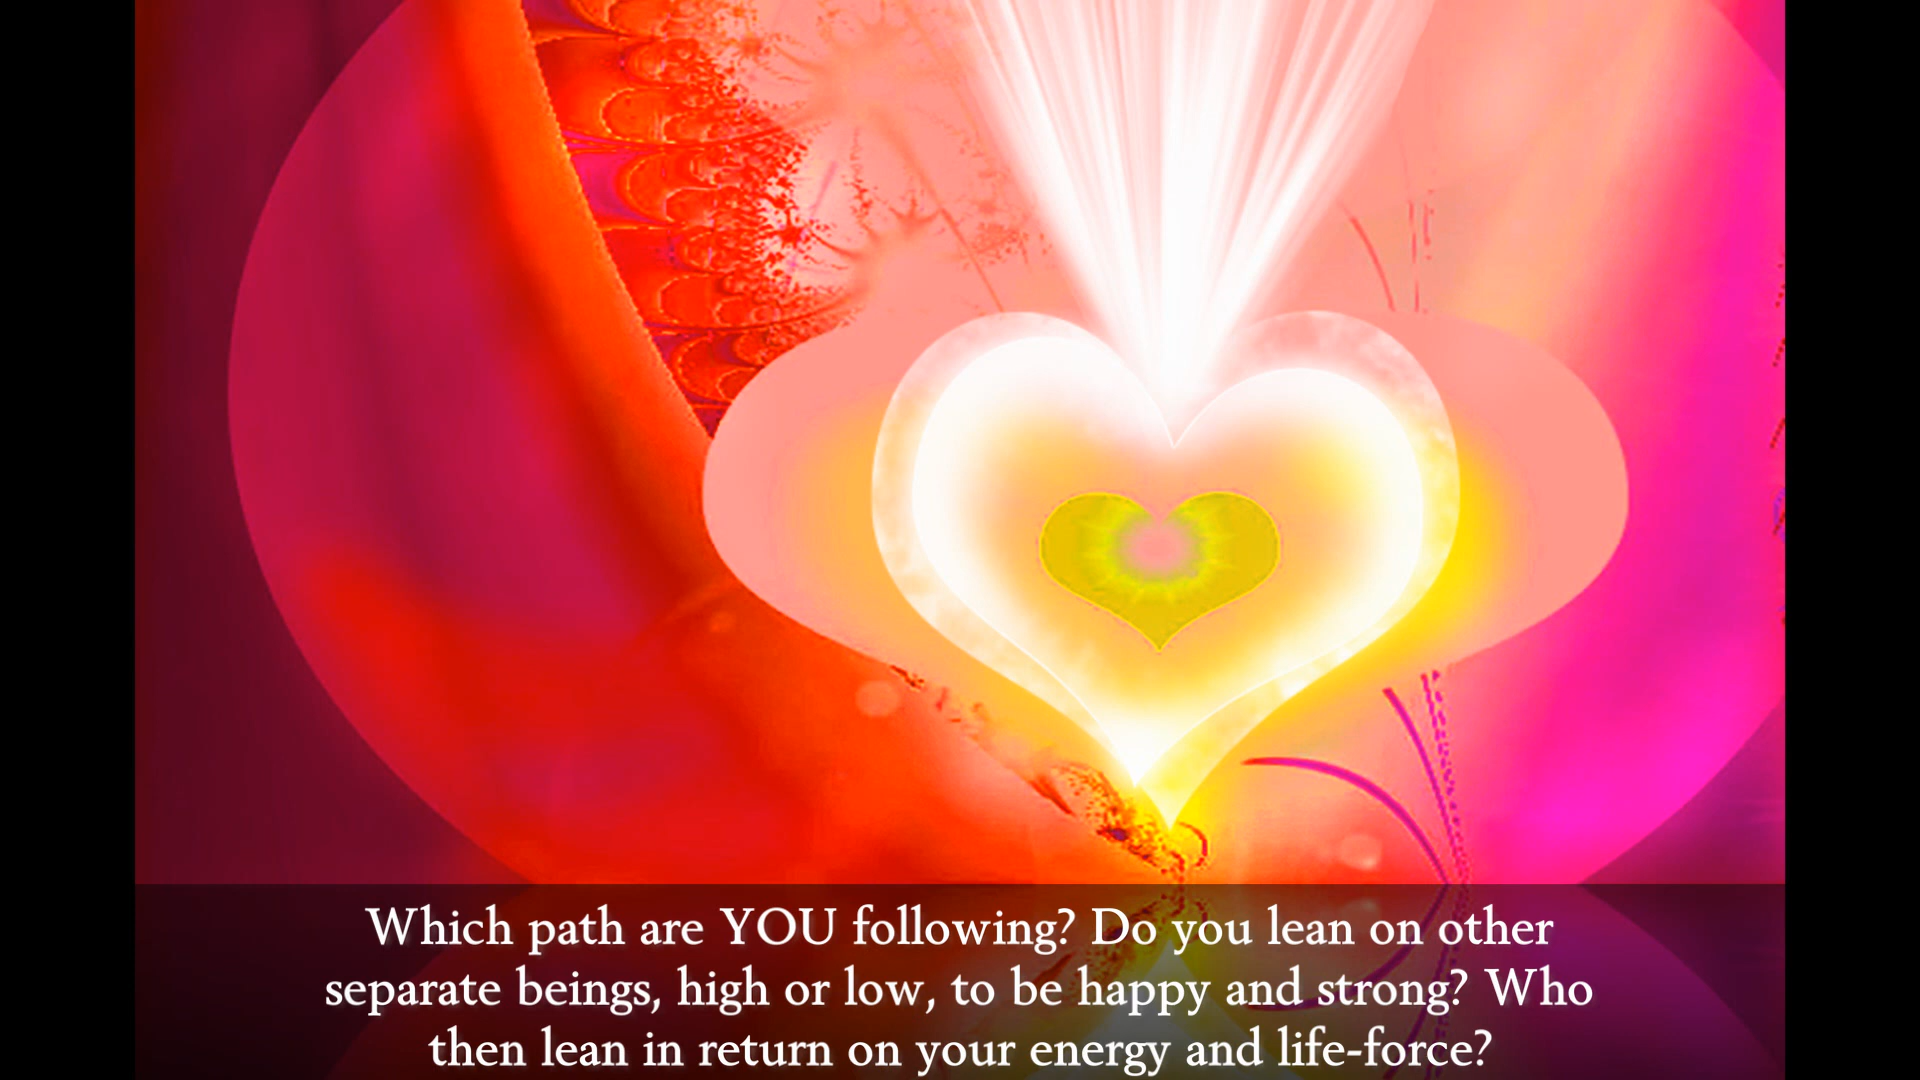 Which path are YOU following? Do you lean on other
separate beings, high or low, to be happy and strong? Who
then lean in return on your energy and life-force?